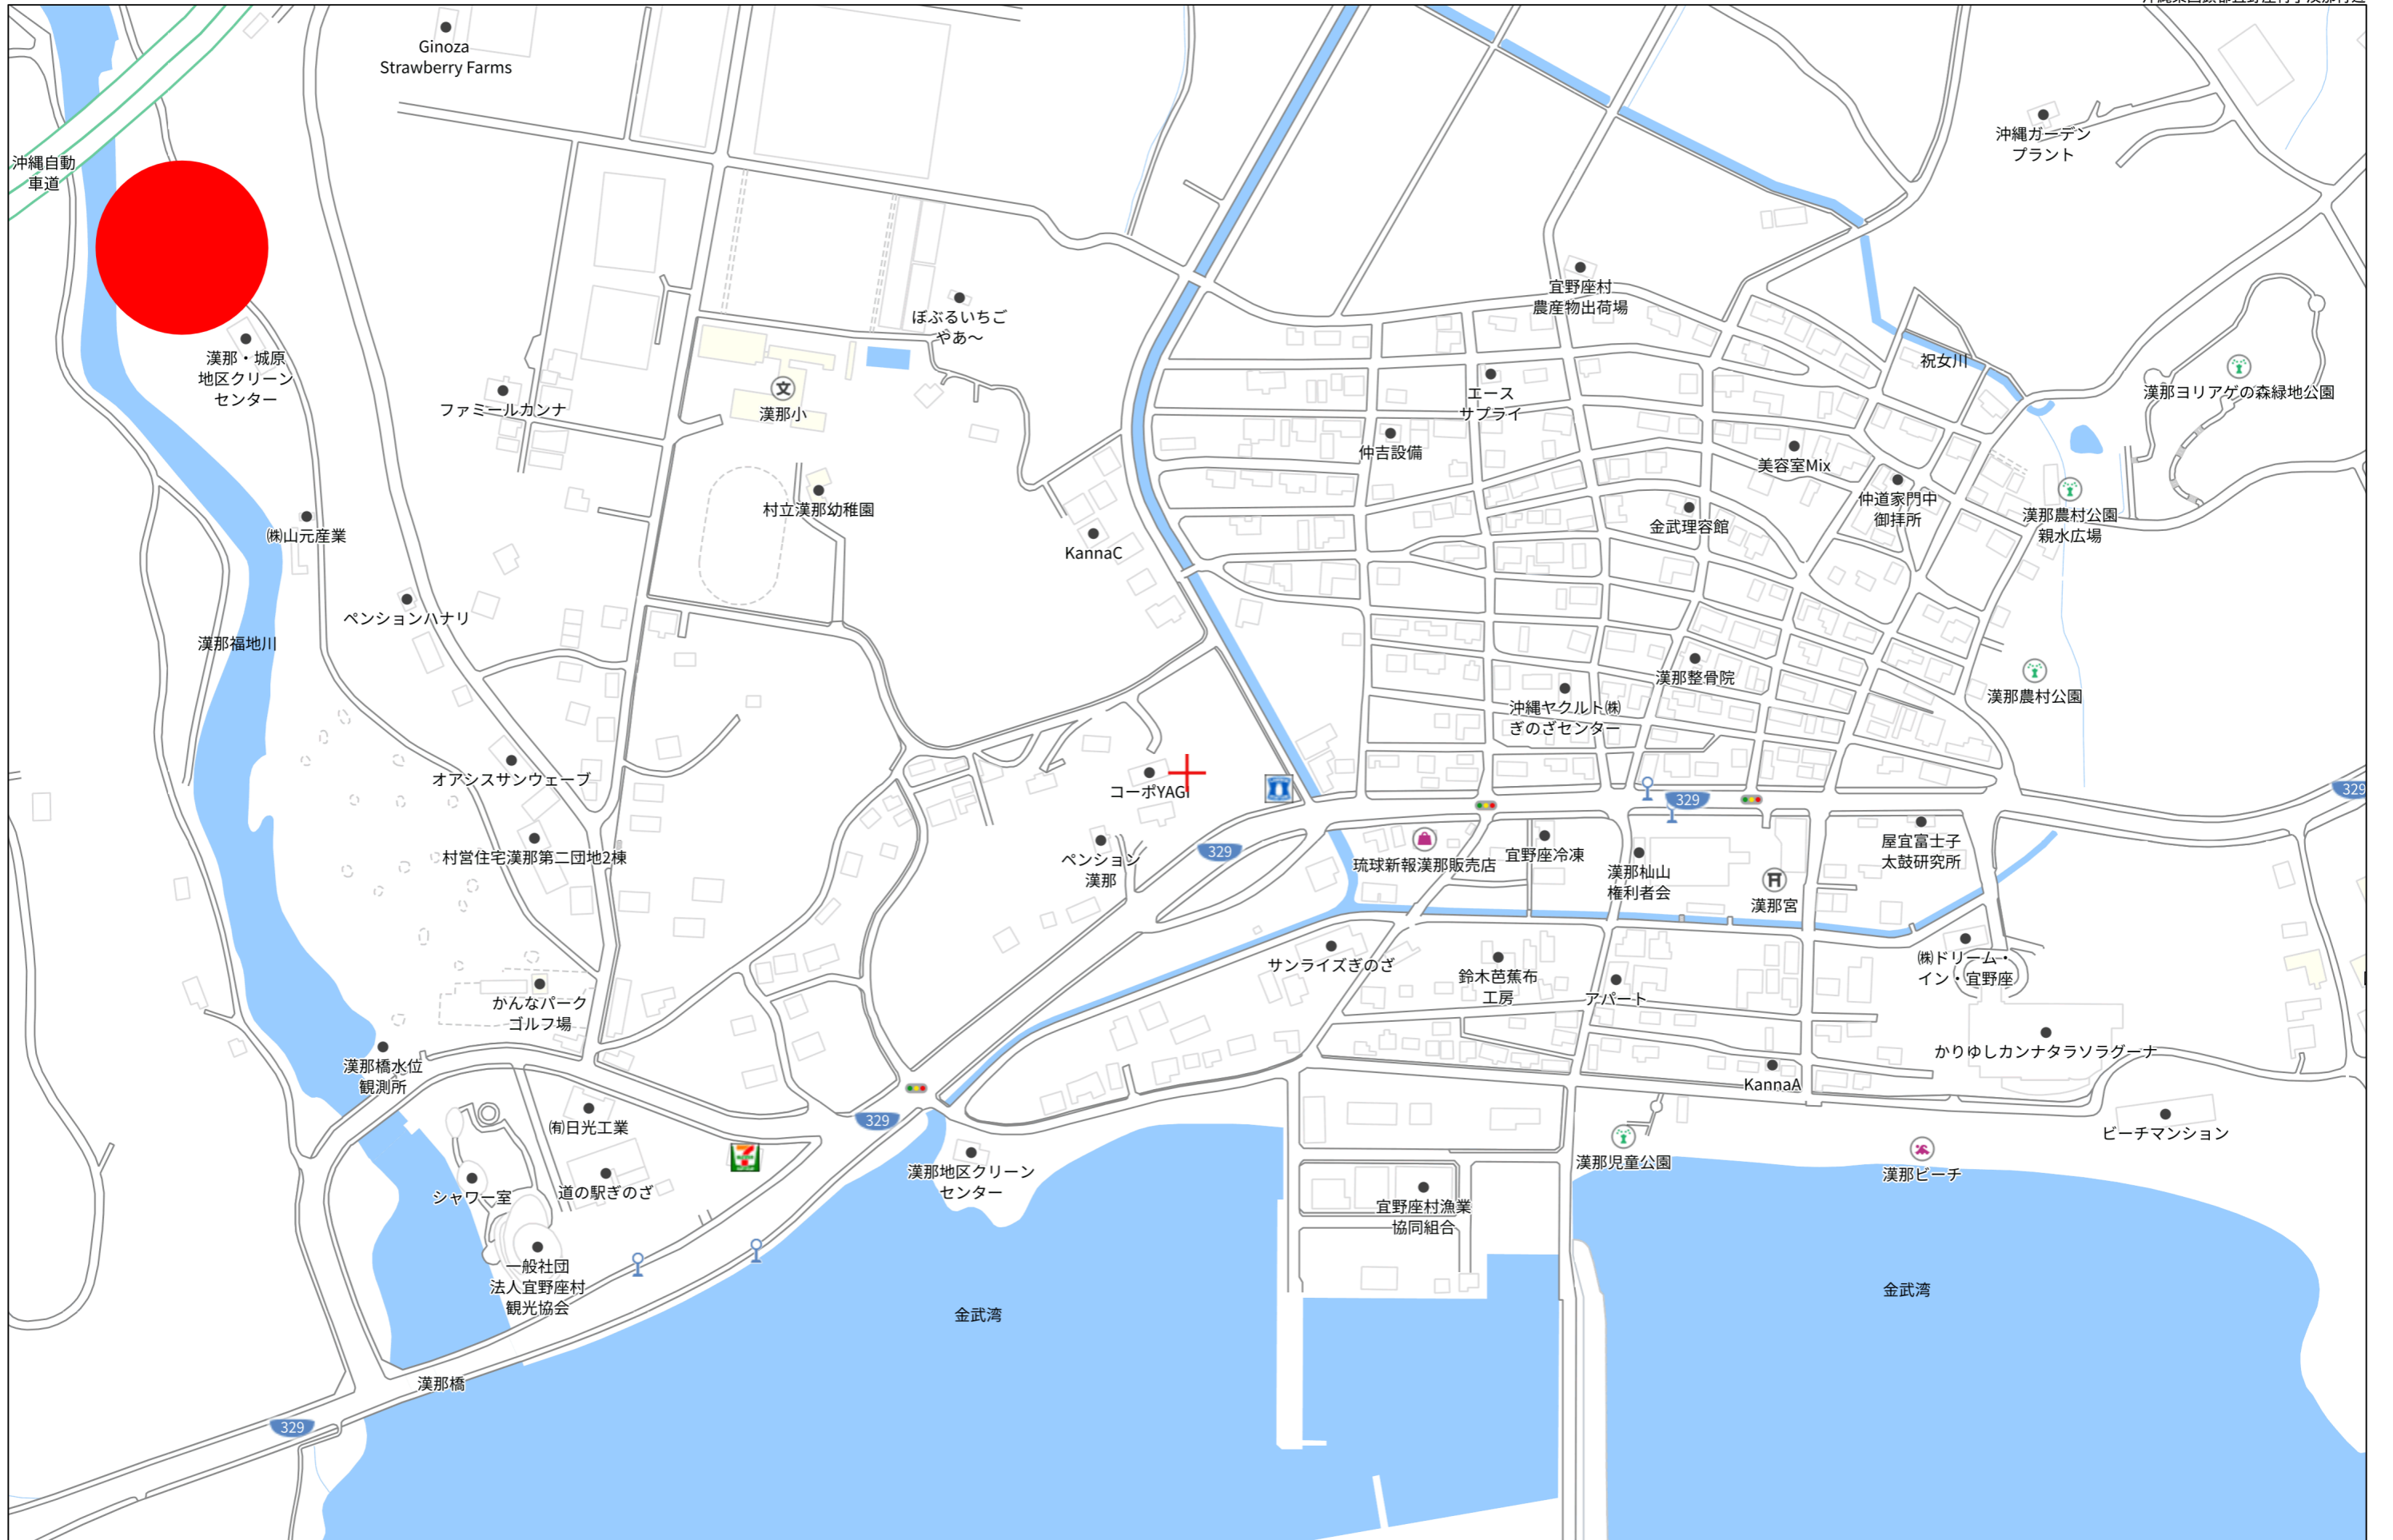 Ginoza
Strawberry Farms
沖縄自動
車道
沖縄ガーデン
プラント
宜野座村
農産物出荷場
ぼぶるいちご
やあ～
漢那・城原
地区クリーン
センター
ファミールカンナ
漢那小
文
エース
サプライ
祝女川
漢那ヨリアゲの森緑地公園
仲吉設備
美容室Mix
仲道家門中
御拝所
村立漢那幼稚園
金武理容館
漢那農村公園
親水広場
㈱山元産業
KannaC
ペンションハナリ
漢那福地川
漢那整骨院
漢那農村公園
沖縄ヤクルト㈱
ぎのざセンター
オアシスサンウェーブ
コーポYAGI
329
329
村営住宅漢那第二団地2棟
ペンション
漢那
329
琉球新報漢那販売店
宜野座冷凍
漢那杣山
権利者会
屋宜富士子
太鼓研究所
漢那宮
サンライズぎのざ
鈴木芭蕉布
工房
アパート
㈱ドリーム・
イン・宜野座
かんなパーク
ゴルフ場
かりゆしカンナタラソラグーナ
漢那橋水位
観測所
KannaA
329
㈲日光工業
ビーチマンション
7
漢那地区クリーン
センター
漢那児童公園
漢那ビーチ
シャワー室
道の駅ぎのざ
宜野座村漁業
協同組合
一般社団
法人宜野座村
観光協会
金武湾
金武湾
漢那橋
329